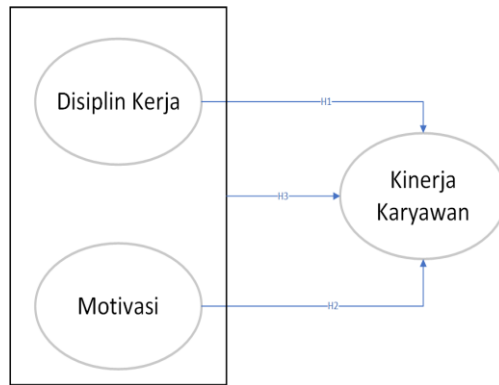 Disiplin Kerja
H1
Kinerja
Karyawan
H3
Motivasi
H2